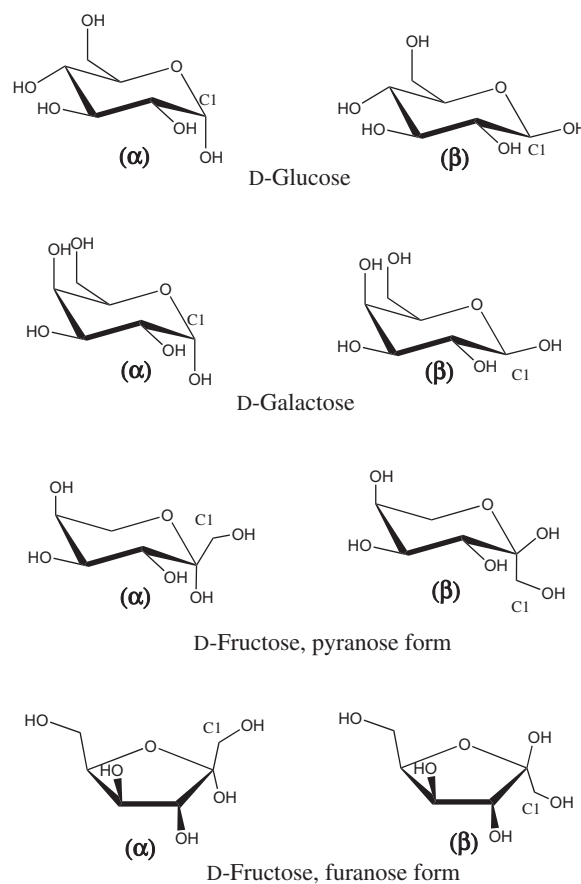 OH
OH
HO
O
O
C1
HO
HO
OH
HO
OH
OH
C1
OH
(α)
(β)
D-Glucose
OH
OH
OH
OH
O
C1
O
HO
OH
HO
OH
OH
C1
OH
(α)
(β)
D-Galactose
OH
OH
O
C1
OH
O
OH
HO
OH
OH
HO
OH
OH
C1
(α)
(β)
D-Fructose, pyranose form
HO
C1
OH
HO
OH
O
O
HO
OH
HO
OH
C1
OH
OH
(α)
(β)
D-Fructose, furanose form